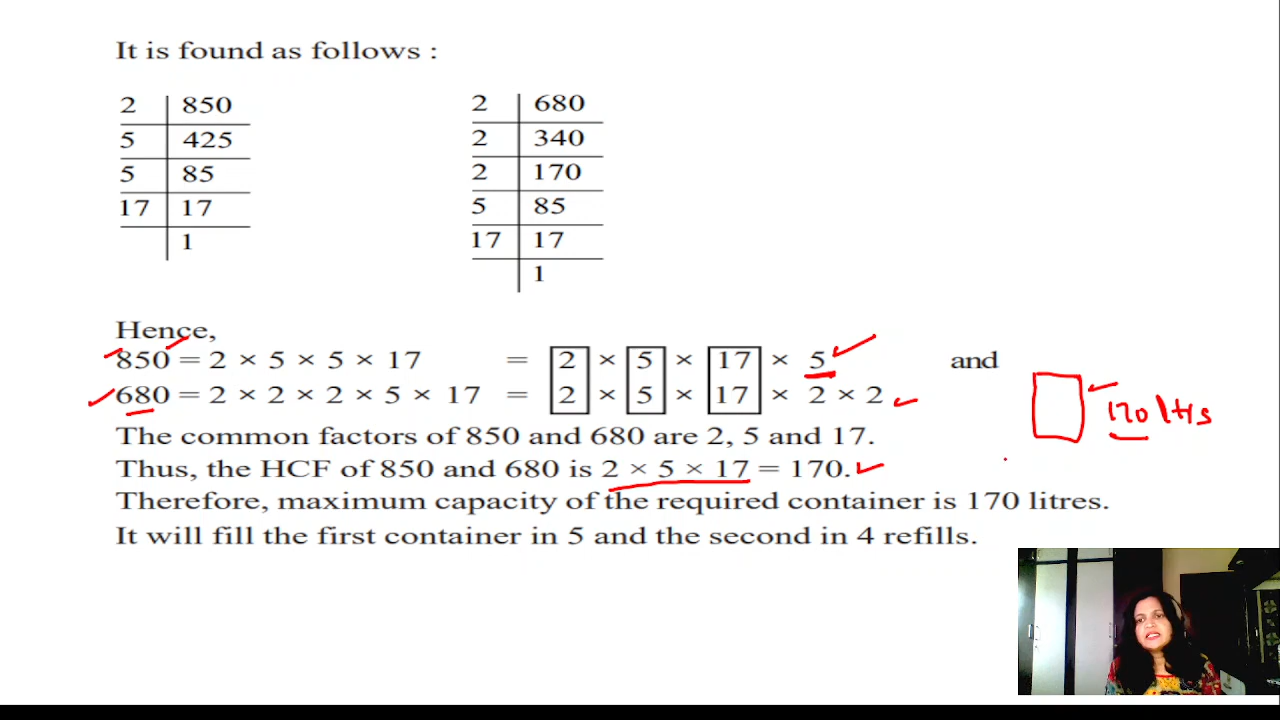 It is found as follows :
2 850
5 425
5 85
17 17
1
2 680
2 340
2 170
5 85
17 17
1
Hence,
850 = 2 × 5 × 5 × 17 = 2 × 5 × 17 × 5 and
680 = 2 × 2 × 2 × 5 × 17 = 2 × 5 × 17 × 2 × 2
170 ltrs
The common factors of 850 and 680 are 2, 5 and 17.
Thus, the HCF of 850 and 680 is 2 × 5 × 17 = 170.
Therefore, maximum capacity of the required container is 170 litres.
It will fill the first container in 5 and the second in 4 refills.